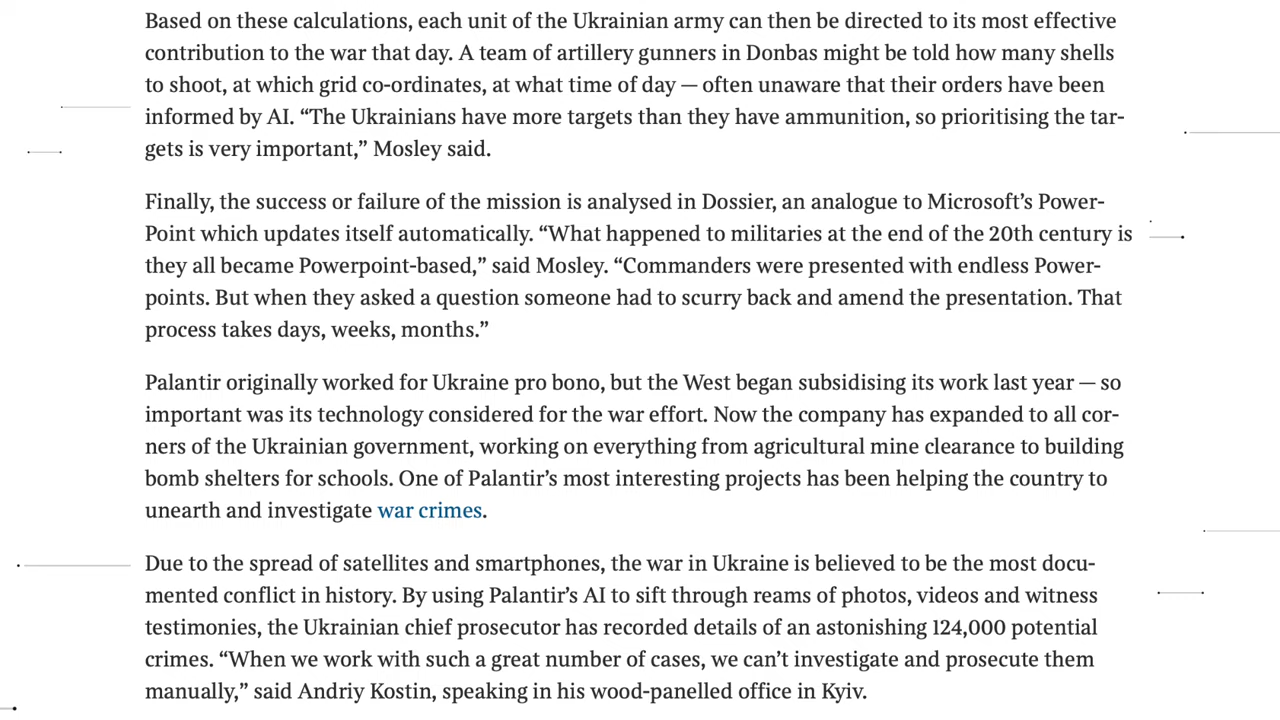 Based on these calculations, each unit of the Ukrainian army can then be directed to its most effective
contribution to the war that day. A team of artillery gunners in Donbas might be told how many shells
to shoot, at which grid co-ordinates, at what time of day — often unaware that their orders have been
informed by AI. “The Ukrainians have more targets than they have ammunition, so prioritising the tar-
gets is very important,” Mosley said.
Finally, the success or failure of the mission is analysed in Dossier, an analogue to Microsoft’s Power-
Point which updates itself automatically. “What happened to militaries at the end of the 20th century is
they all became Powerpoint-based,” said Mosley. “Commanders were presented with endless Power-
points. But when they asked a question someone had to scurry back and amend the presentation. That
process takes days, weeks, months.”
Palantir originally worked for Ukraine pro bono, but the West began subsidising its work last year — so
important was its technology considered for the war effort. Now the company has expanded to all cor-
ners of the Ukrainian government, working on everything from agricultural mine clearance to building
bomb shelters for schools. One of Palantir’s most interesting projects has been helping the country to
unearth and investigate war crimes.
Due to the spread of satellites and smartphones, the war in Ukraine is believed to be the most docu-
mented conflict in history. By using Palantir’s AI to sift through reams of photos, videos and witness
testimonies, the Ukrainian chief prosecutor has recorded details of an astonishing 124,000 potential
crimes. “When we work with such a great number of cases, we can’t investigate and prosecute them
manually,” said Andriy Kostin, speaking in his wood-panelled office in Kyiv.